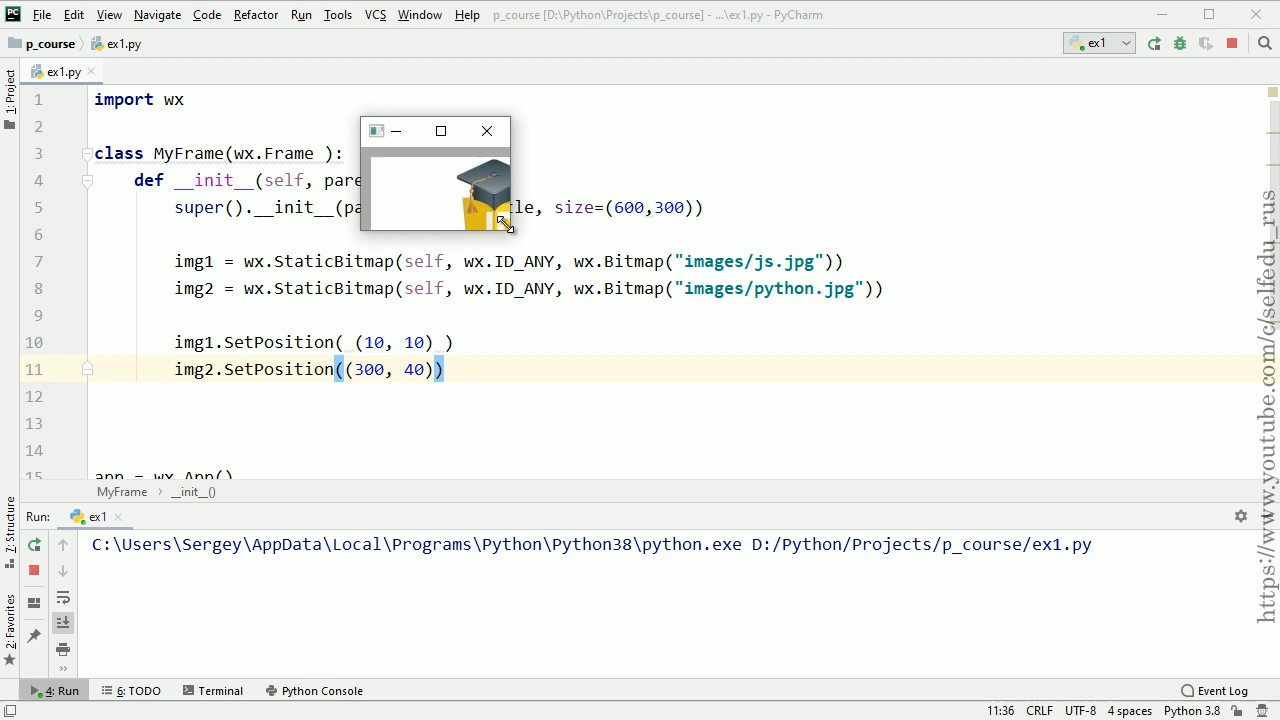 File Edit View Navigate Code Refactor Run Tools VCS Window Help p_course [D:\Python\Projects\p_course] - ...\ex1.py - PyCharm
p_course ex1.py ex1
ex1.py
1: Project
1 import wx
2
3 class MyFrame(wx.Frame ):
4 def __init__(self, pare
5 super().__init__(pa le, size=(600,300))
6
7 img1 = wx.StaticBitmap(self, wx.ID_ANY, wx.Bitmap("images/js.jpg"))
8 img2 = wx.StaticBitmap(self, wx.ID_ANY, wx.Bitmap("images/python.jpg"))
9
10 img1.SetPosition( (10, 10) )
11 img2.SetPosition((300, 40))
12
13
14
15 app = wx.App()
MyFrame › __init__()
https://www.youtube.com/c/selfedu_rus
Run: ex1
C:\Users\Sergey\AppData\Local\Programs\Python\Python38\python.exe D:/Python/Projects/p_course/ex1.py
7: Structure
2: Favorites
4: Run 6: TODO Terminal Python Console Event Log
11:36 CRLF UTF-8 4 spaces Python 3.8